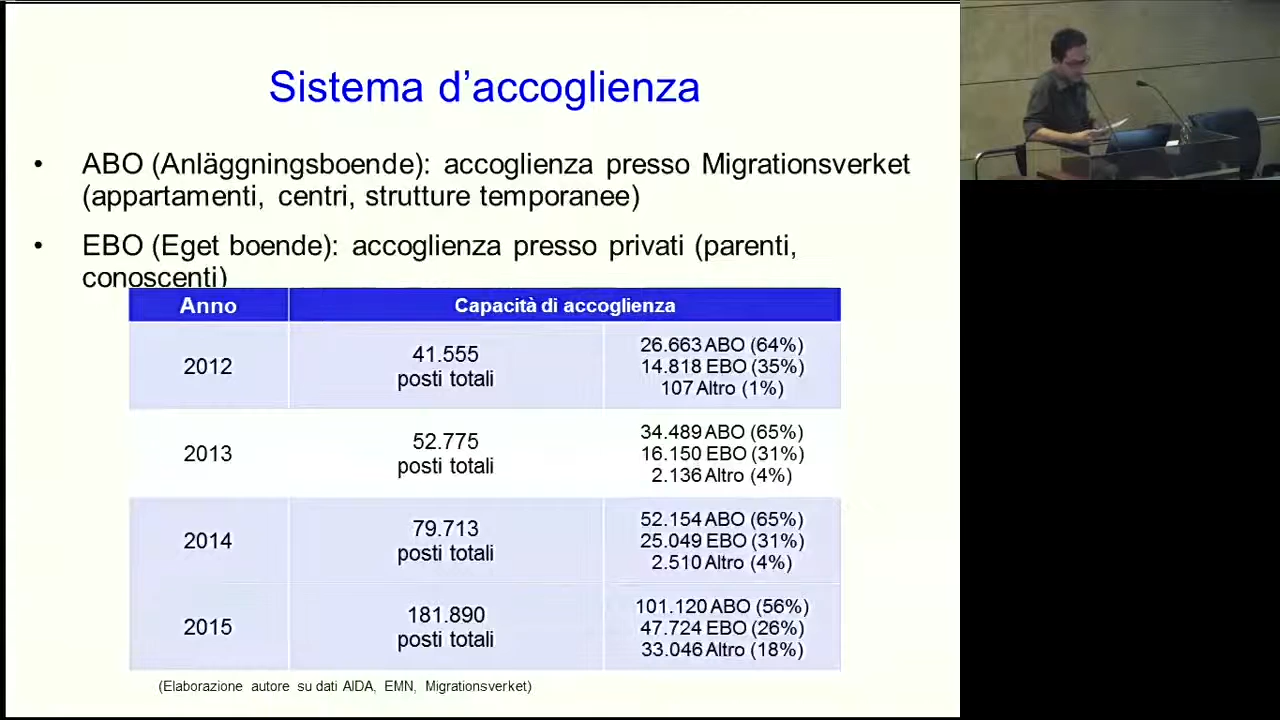 Sistema d'accoglienza
• ABO (Anläggningsboende): accoglienza presso Migrationsverket
(appartamenti, centri, strutture temporanee)
• EBO (Eget boende): accoglienza presso privati (parenti,
conoscenti)
Anno Capacità di accoglienza
2012
41.555
posti totali
26.663 ABO (64%)
14.818 EBO (35%)
107 Altro (1%)
2013
52.775
posti totali
34.489 ABO (65%)
16.150 EBO (31%)
2.136 Altro (4%)
2014
79.713
posti totali
52.154 ABO (65%)
25.049 EBO (31%)
2.510 Altro (4%)
2015
181.890
posti totali
101.120 ABO (56%)
47.724 EBO (26%)
33.046 Altro (18%)
(Elaborazione autore su dati AIDA, EMN, Migrationsverket)